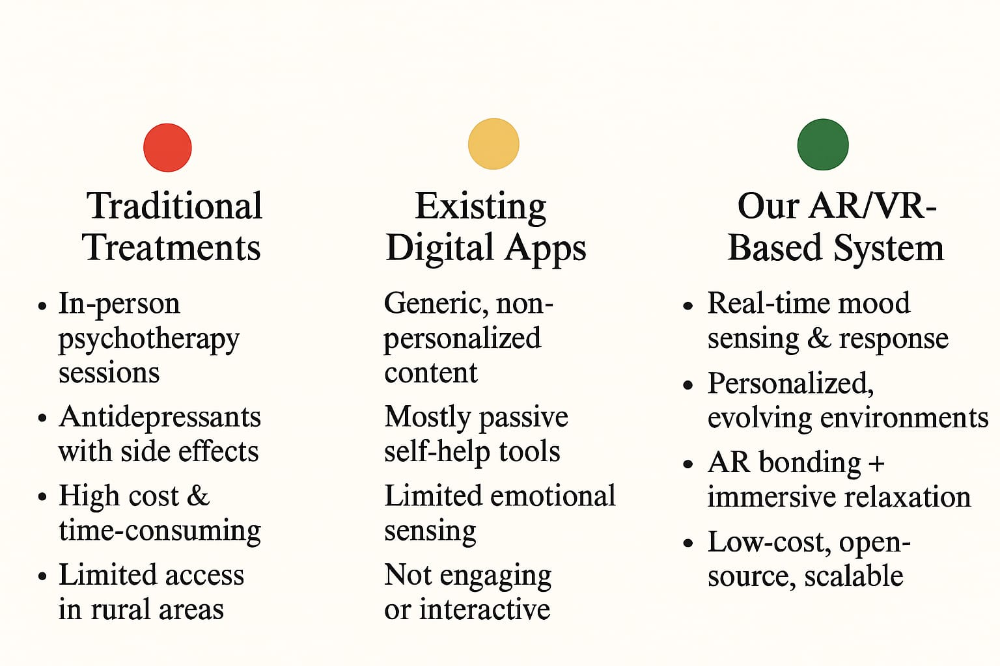 Traditional
Treatments
• In-person
psychotherapy
sessions
• Antidepressants
with side effects
• High cost &
time-consuming
• Limited access
in rural areas
Existing
Digital Apps
Generic, non-
personalized
content
Mostly passive
self-help tools
Limited emotional
sensing
Not engaging
or interactive
Our AR/VR-
Based System
• Real-time mood
sensing & response
• Personalized,
evolving environments
• AR bonding +
immersive relaxation
• Low-cost, open-
source, scalable